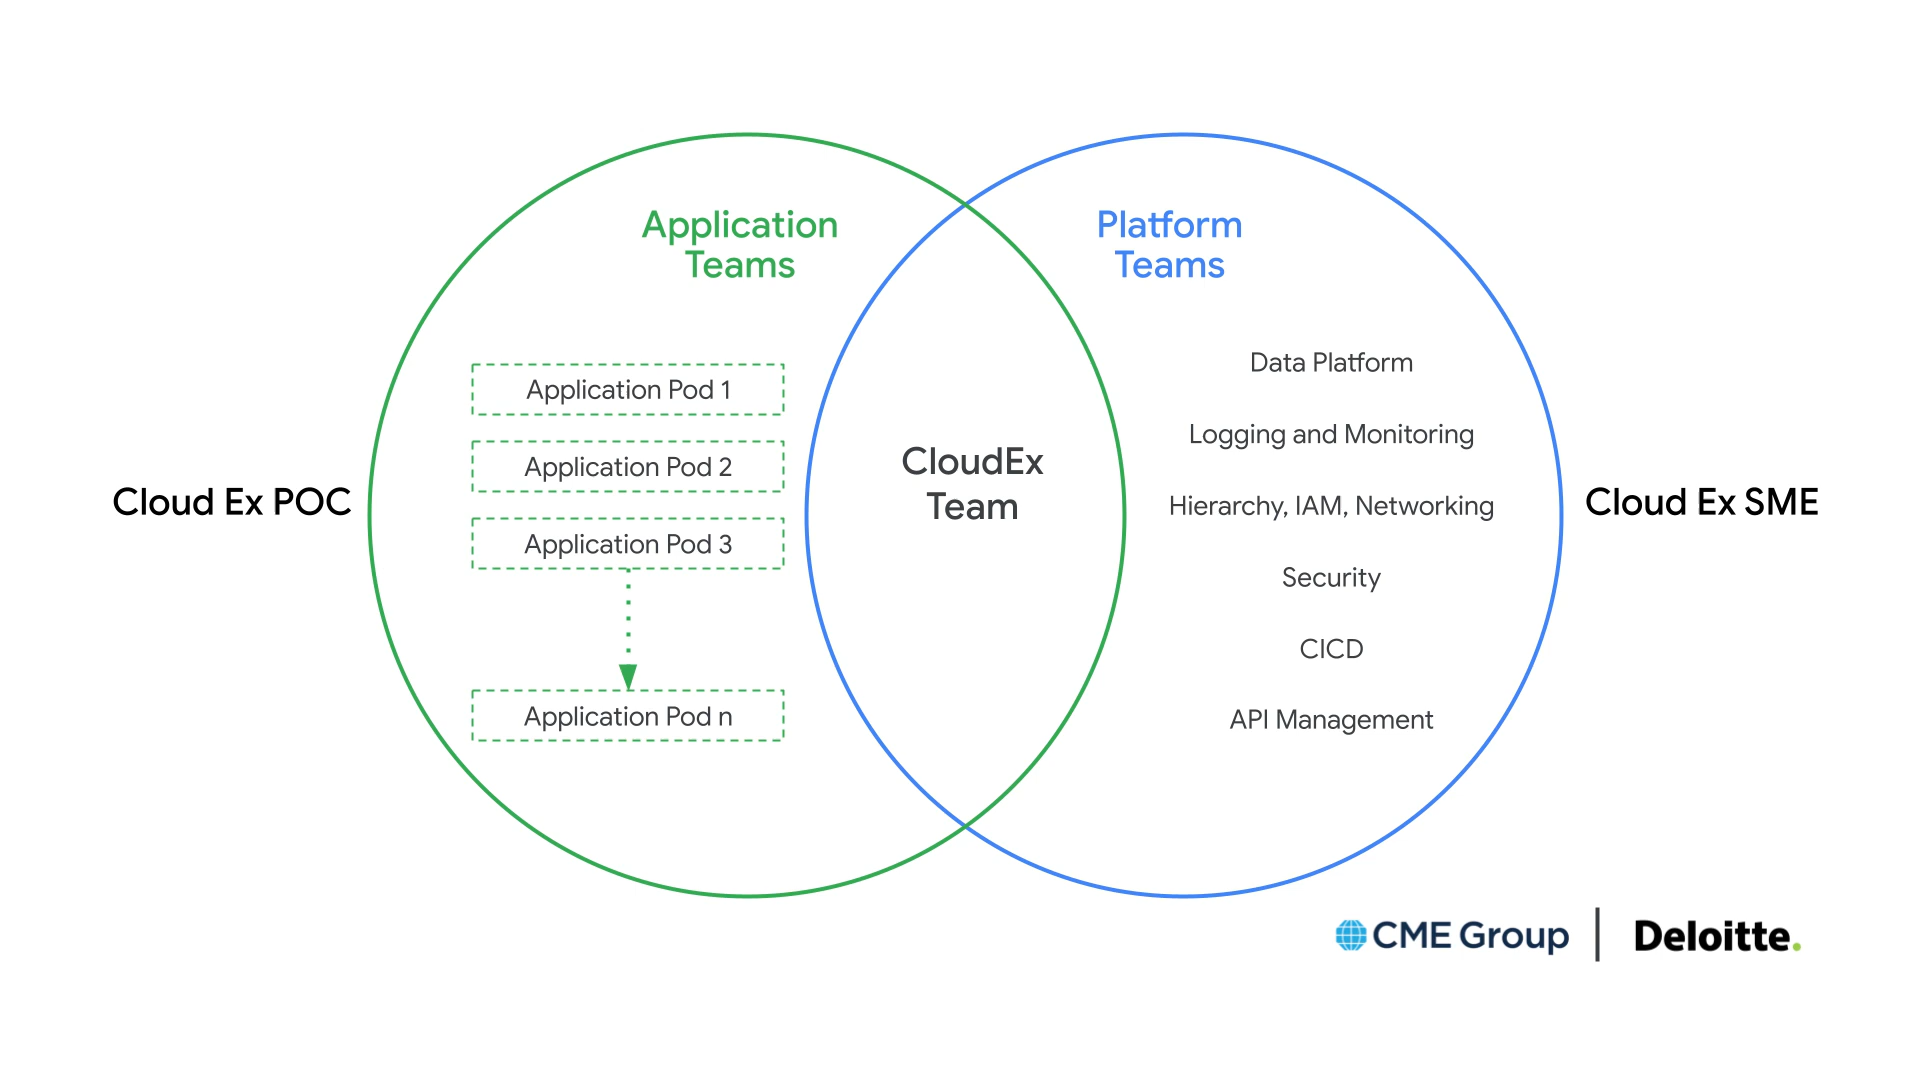 Application
Teams
Platform
Teams
Cloud Ex POC
Application Pod 1
Application Pod 2
Application Pod 3
Application Pod n
CloudEx
Team
Data Platform
Logging and Monitoring
Hierarchy, IAM, Networking
Security
CICD
API Management
Cloud Ex SME
CME Group
Deloitte.